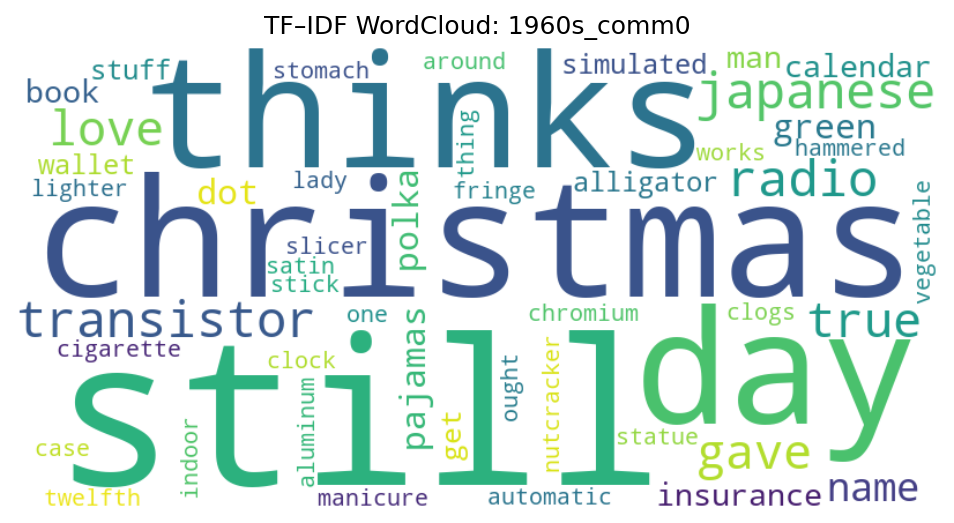 TF–IDF WordCloud: 1960s_comm0
stuff stomach around simulated man calendar
book thinks japanese
love thing green
wallet works hammered
lighter dot lady polka fringe alligator radio
christmas vegetable
slicer
satin
stick
transistor one chromium clogs true
cigarette clock pajamas still day
aluminum ought nutcracker
case indoor get statue gave
twelfth manicure automatic insurance name